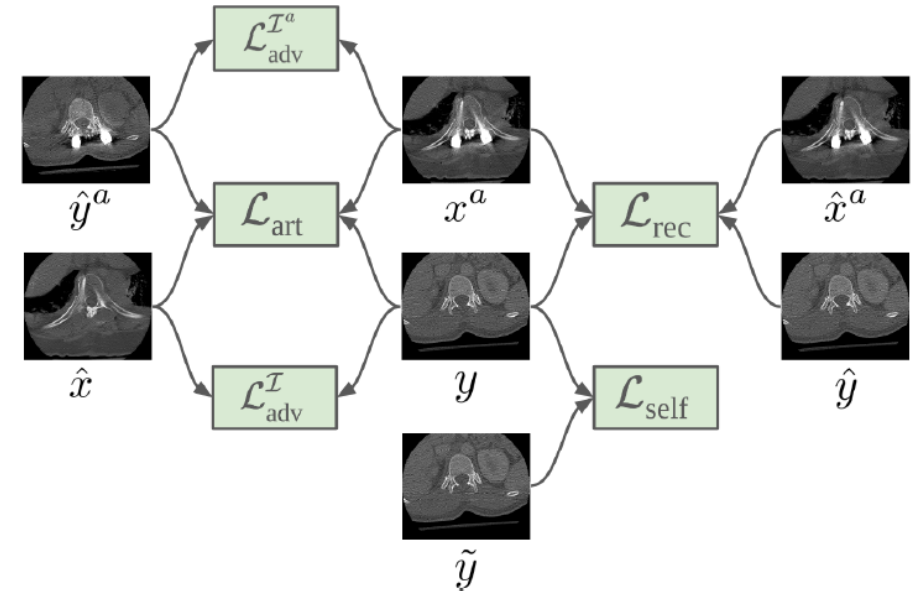 ℒ_adv^{ℐ^a}
ŷ^a
ℒ_art
x^a
ℒ_rec
x̂^a
x̂
ℒ_adv^ℐ
y
ℒ_self
ŷ
ỹ